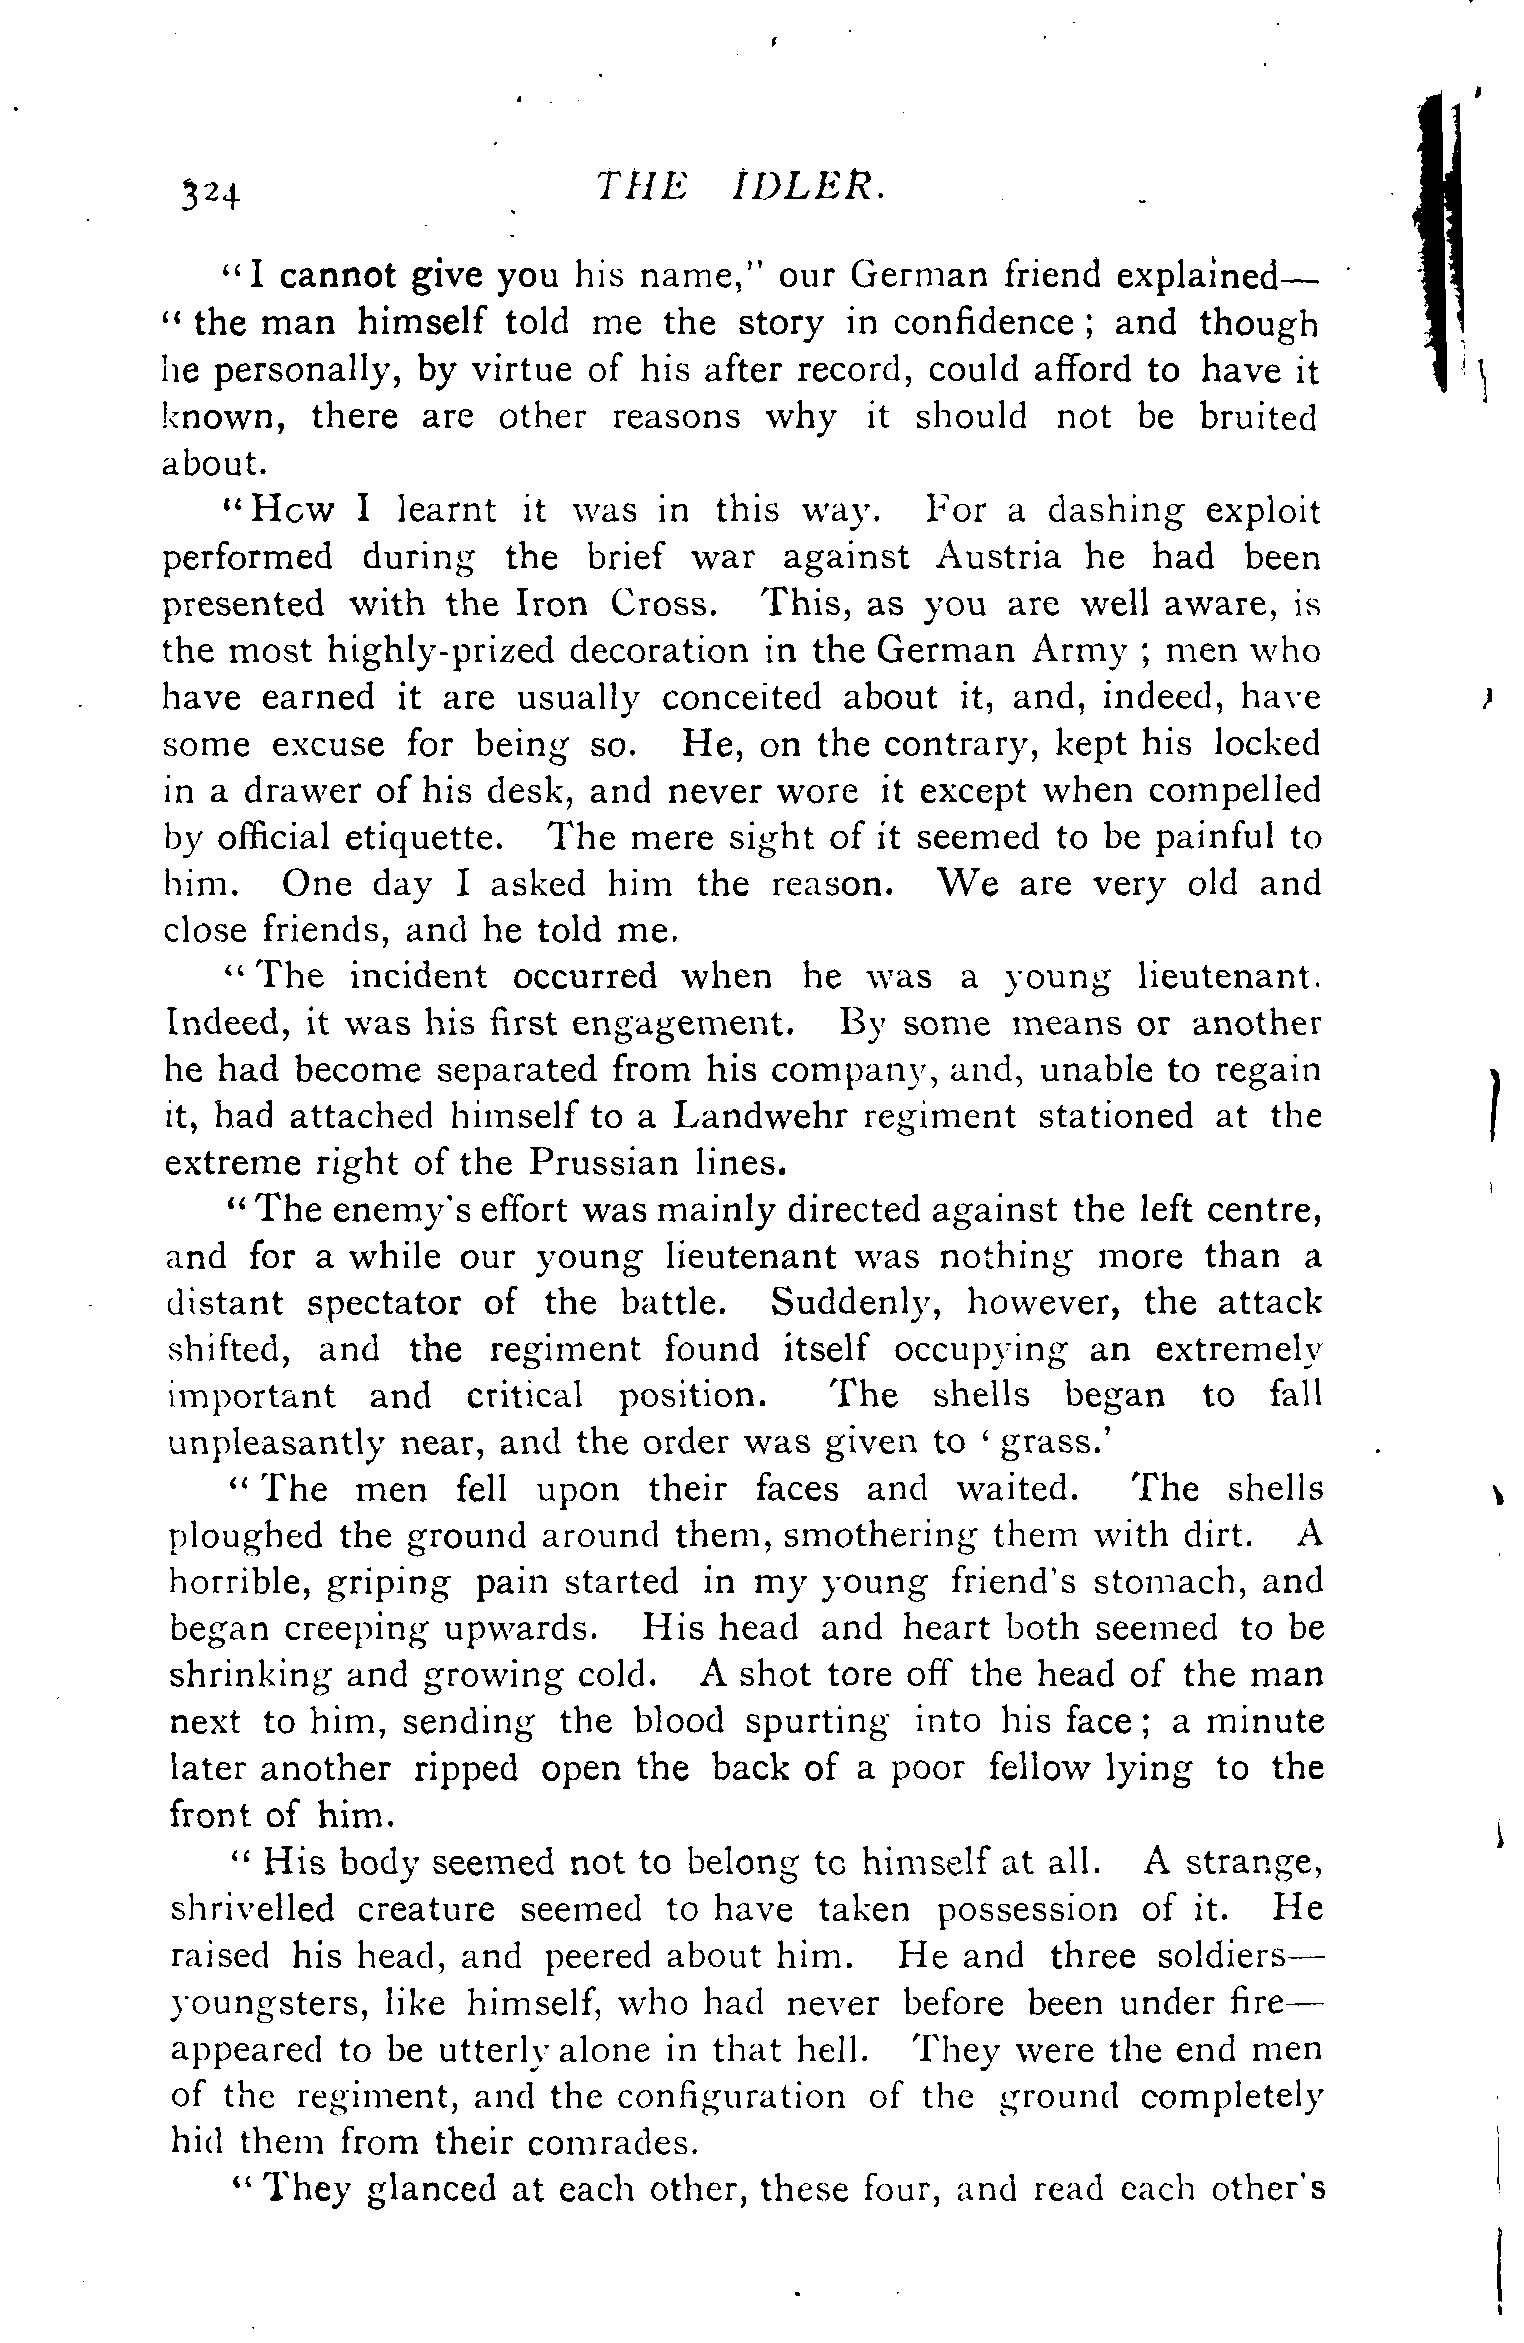 324 THE IDLER.
"I cannot give you his name," our German friend explained—
"the man himself told me the story in confidence; and though
he personally, by virtue of his after record, could afford to have it
known, there are other reasons why it should not be bruited
about.
"How I learnt it was in this way. For a dashing exploit
performed during the brief war against Austria he had been
presented with the Iron Cross. This, as you are well aware, is
the most highly-prized decoration in the German Army; men who
have earned it are usually conceited about it, and, indeed, have
some excuse for being so. He, on the contrary, kept his locked
in a drawer of his desk, and never wore it except when compelled
by official etiquette. The mere sight of it seemed to be painful to
him. One day I asked him the reason. We are very old and
close friends, and he told me.
"The incident occurred when he was a young lieutenant.
Indeed, it was his first engagement. By some means or another
he had become separated from his company, and, unable to regain
it, had attached himself to a Landwehr regiment stationed at the
extreme right of the Prussian lines.
"The enemy's effort was mainly directed against the left centre,
and for a while our young lieutenant was nothing more than a
distant spectator of the battle. Suddenly, however, the attack
shifted, and the regiment found itself occupying an extremely
important and critical position. The shells began to fall
unpleasantly near, and the order was given to 'grass.'
"The men fell upon their faces and waited. The shells
ploughed the ground around them, smothering them with dirt. A
horrible, griping pain started in my young friend's stomach, and
began creeping upwards. His head and heart both seemed to be
shrinking and growing cold. A shot tore off the head of the man
next to him, sending the blood spurting into his face; a minute
later another ripped open the back of a poor fellow lying to the
front of him.
"His body seemed not to belong to himself at all. A strange,
shrivelled creature seemed to have taken possession of it. He
raised his head, and peered about him. He and three soldiers—
youngsters, like himself, who had never before been under fire—
appeared to be utterly alone in that hell. They were the end men
of the regiment, and the configuration of the ground completely
hid them from their comrades.
"They glanced at each other, these four, and read each other's